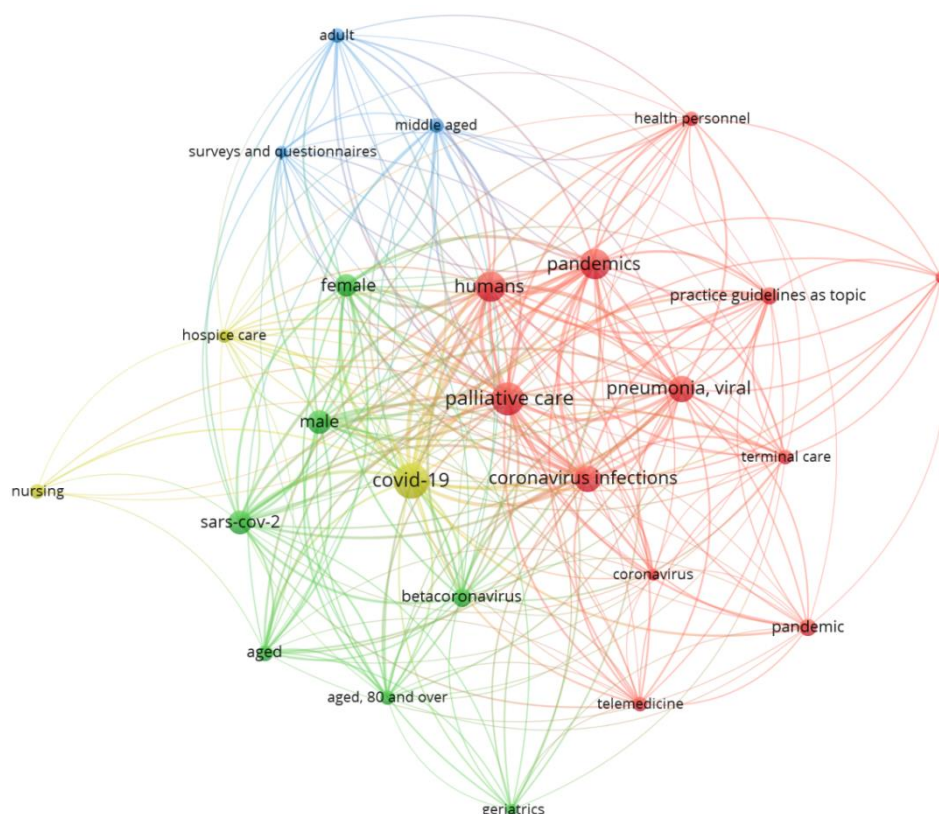 adult
health personnel
middle aged
surveys and questionnaires
pandemics
female
humans
practice guidelines as topic
hospice care
palliative care
pneumonia, viral
male
terminal care
covid-19
coronavirus infections
nursing
sars-cov-2
coronavirus
betacoronavirus
pandemic
aged
aged, 80 and over
telemedicine
geriatrics